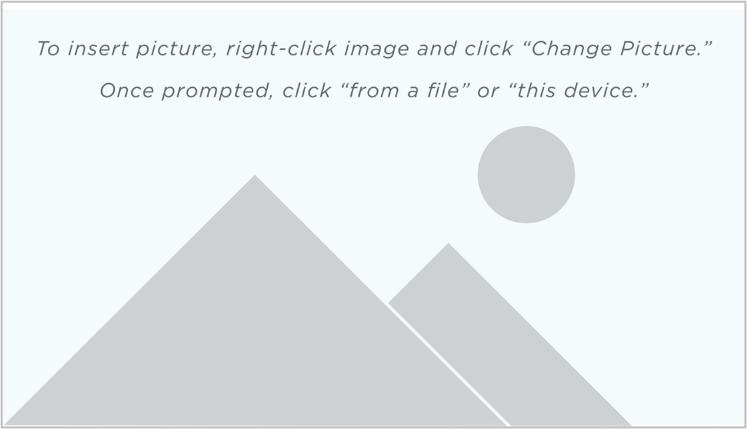 To insert picture, right-click image and click “Change Picture.”
Once prompted, click “from a file” or “this device.”